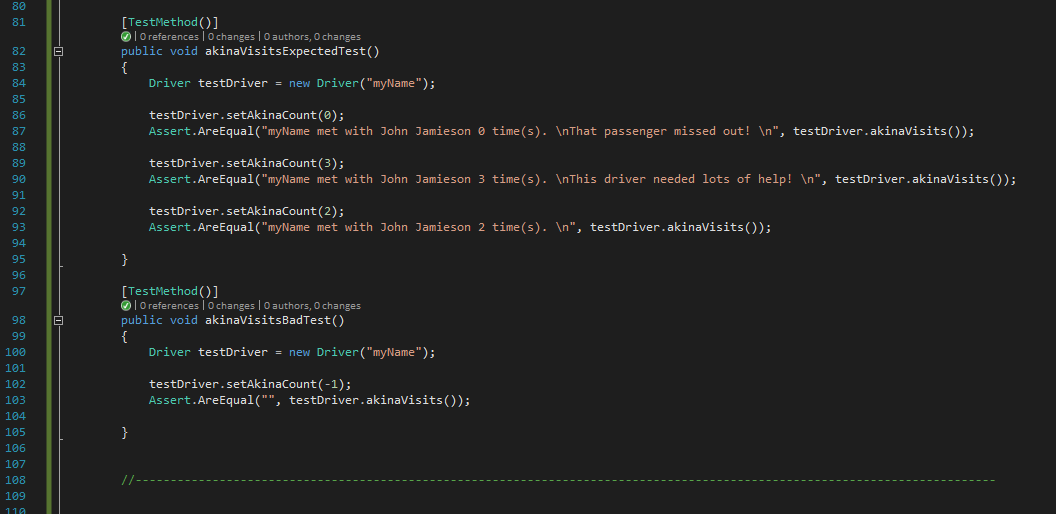 80
81 [TestMethod()]
0 references | 0 changes | 0 authors, 0 changes
82 public void akinaVisitsExpectedTest()
83 {
84 Driver testDriver = new Driver("myName");
85
86 testDriver.setAkinaCount(0);
87 Assert.AreEqual("myName met with John Jamieson 0 time(s). \nThat passenger missed out! \n", testDriver.akinaVisits());
88
89 testDriver.setAkinaCount(3);
90 Assert.AreEqual("myName met with John Jamieson 3 time(s). \nThis driver needed lots of help! \n", testDriver.akinaVisits());
91
92 testDriver.setAkinaCount(2);
93 Assert.AreEqual("myName met with John Jamieson 2 time(s). \n", testDriver.akinaVisits());
94
95 }
96
97 [TestMethod()]
0 references | 0 changes | 0 authors, 0 changes
98 public void akinaVisitsBadTest()
99 {
100 Driver testDriver = new Driver("myName");
101
102 testDriver.setAkinaCount(-1);
103 Assert.AreEqual("", testDriver.akinaVisits());
104
105 }
106
107
108 //---------------------------------------------------------------------------------------------------------------------------
109
110